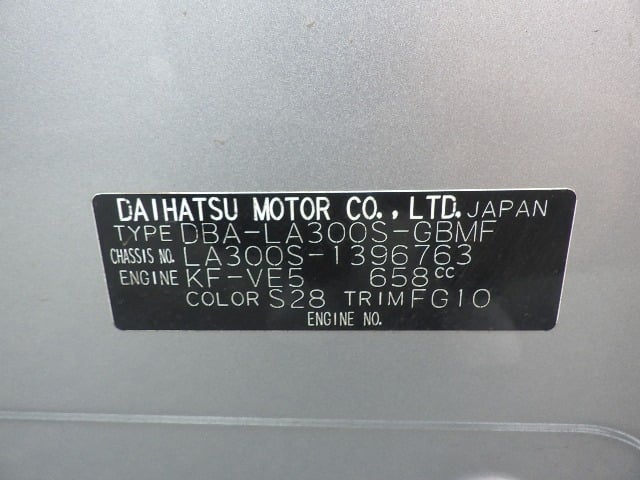 DAIHATSU MOTOR CO., LTD. JAPAN
TYPE DBA-LA300S-GBMF
CHASSIS NO. LA300S-1396763
ENGINE KF-VE5 658cc
COLOR S28 TRIM FG10
ENGINE NO.